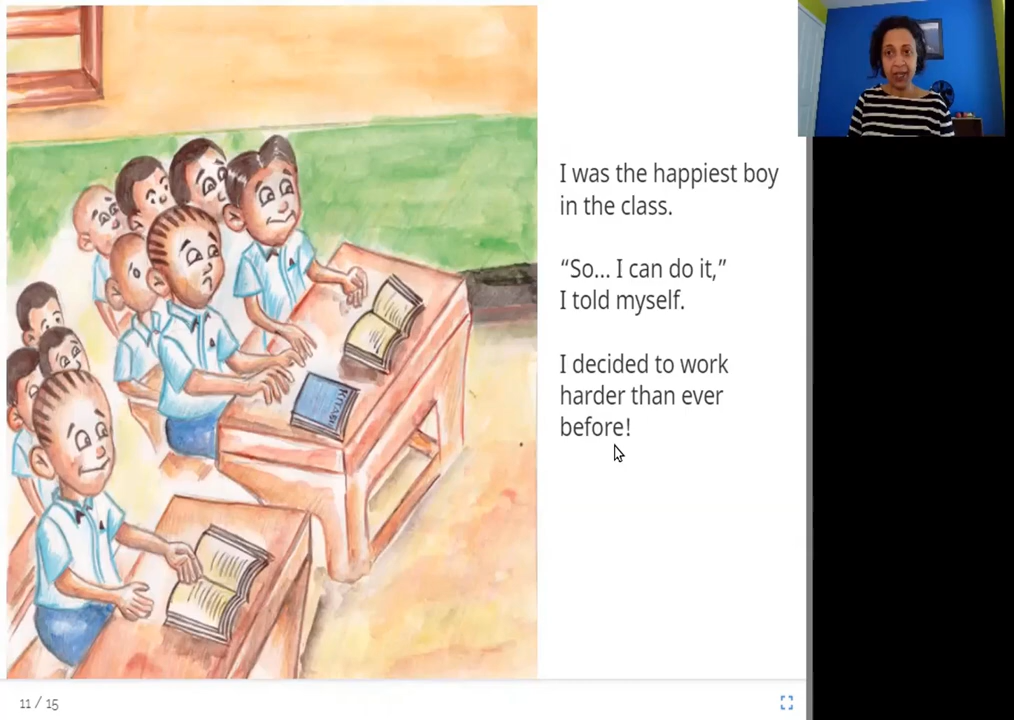 I was the happiest boy
in the class.
“So... I can do it,”
I told myself.
I decided to work
harder than ever
before!
KITABU
11 / 15